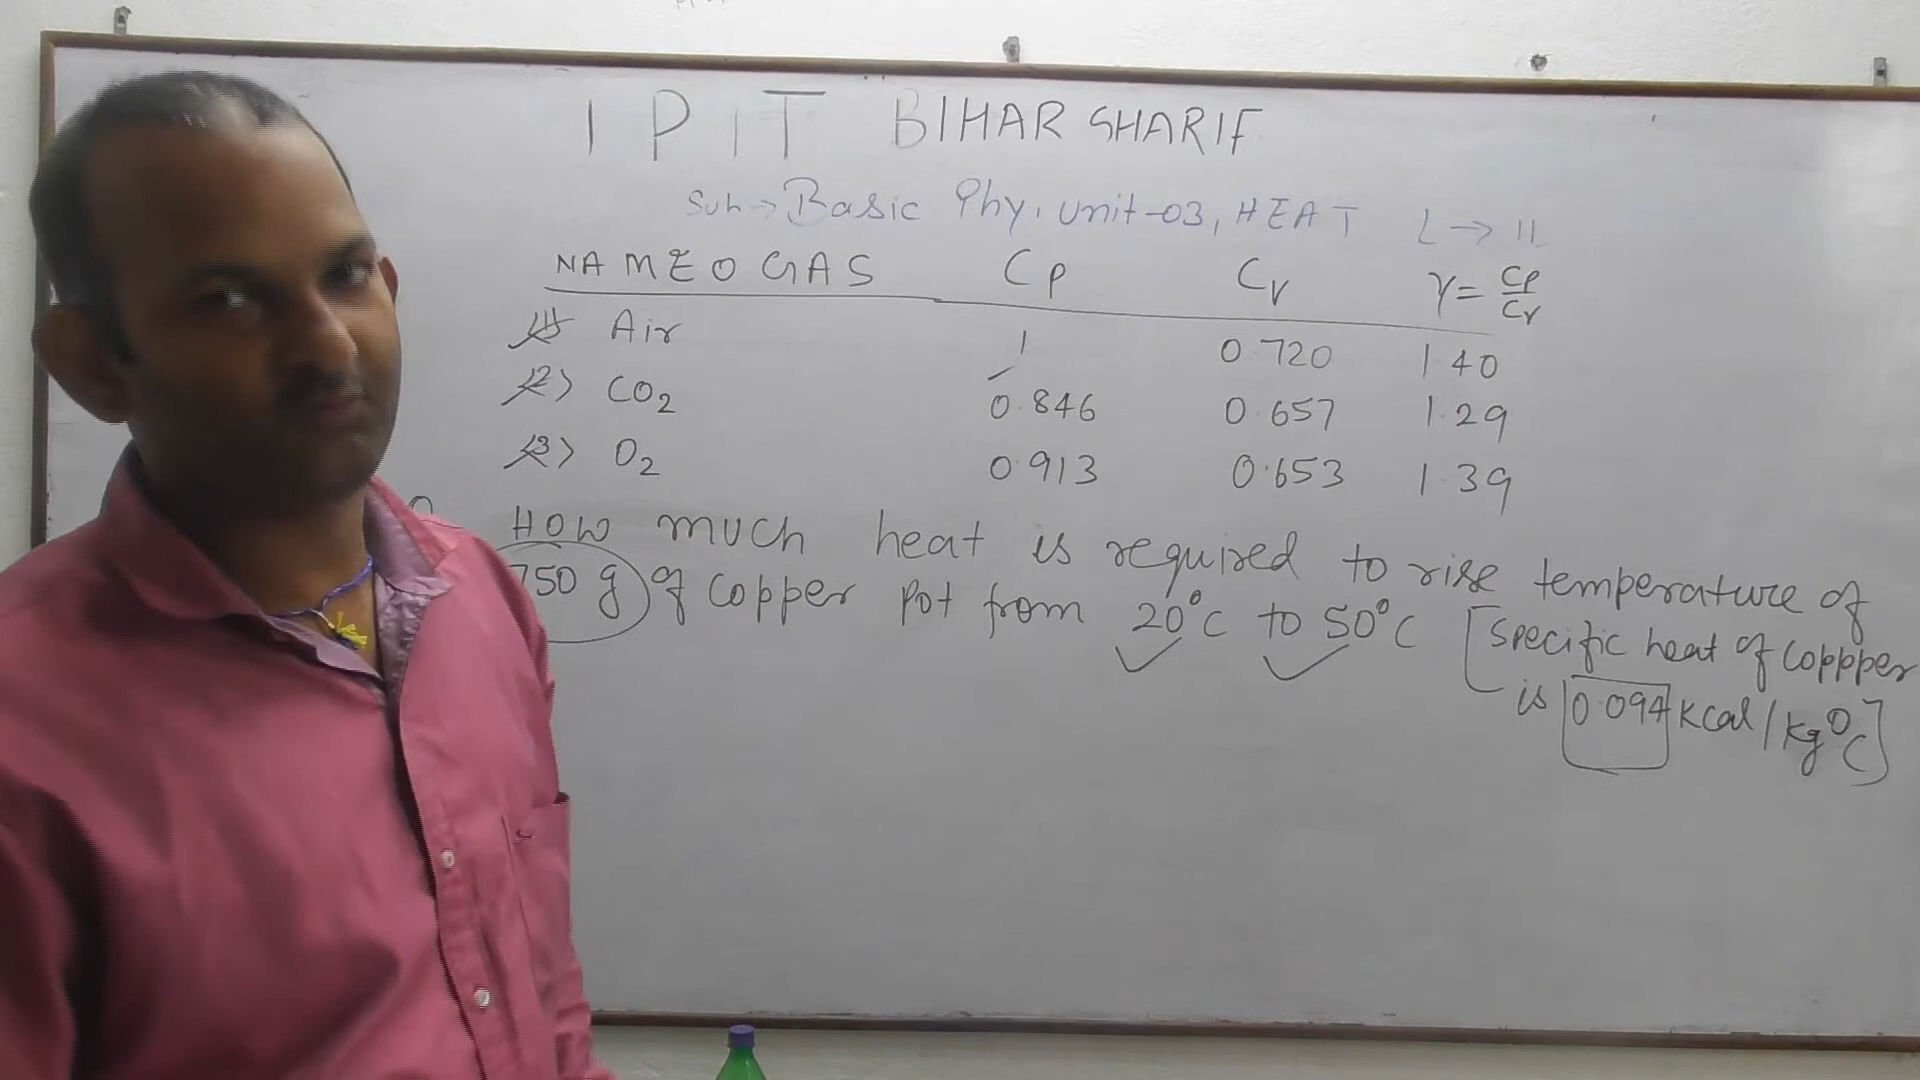 I P I T BIHAR SHARIF
Sub→ Basic Phy, unit-03, HEAT L→ 11
NAMEO GAS Cp Cv γ= Cp/Cv
<1> Air 1 0.720 1.40
<2> CO2 0.846 0.657 1.29
<3> O2 0.913 0.653 1.39
HOW much heat is required to rise temperature of
750 g of copper Pot from 20°C to 50°C [specific heat of coppper
is 0.094 Kcal/kg°C]